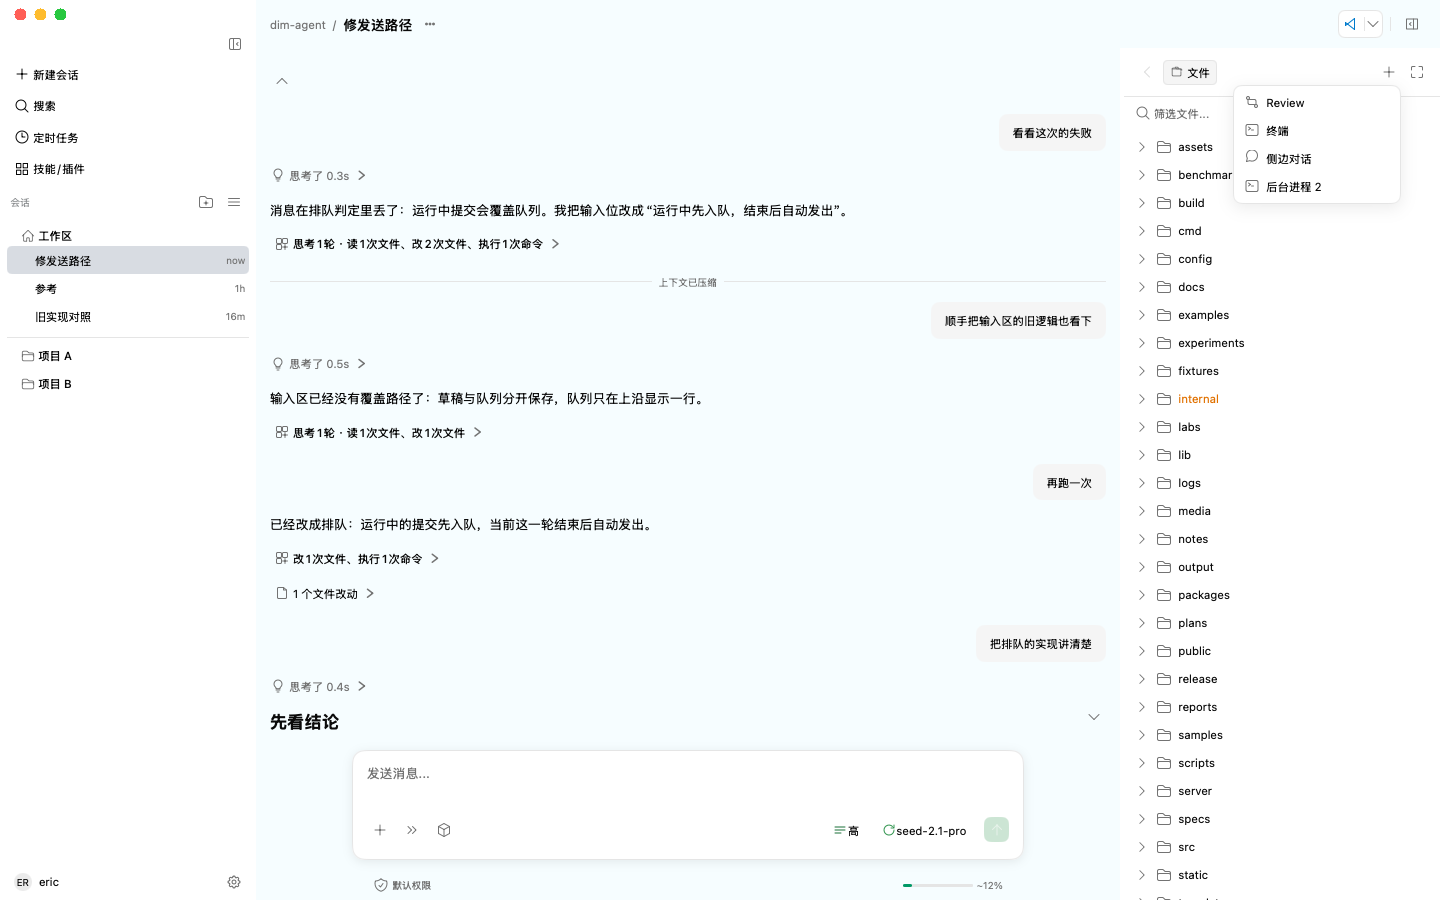 新建会话
搜索
定时任务
技能/插件
会话
工作区
修发送路径 now
参考 1h
旧实现对照 16m
项目 A
项目 B
ER eric
dim-agent / 修发送路径 ···
看看这次的失败
思考了 0.3s
消息在排队判定里丢了：运行中提交会覆盖队列。我把输入位改成“运行中先入队，结束后自动发出”。
思考1轮 · 读1次文件、改2次文件、执行1次命令
上下文已压缩
顺手把输入区的旧逻辑也看下
思考了 0.5s
输入区已经没有覆盖路径了：草稿与队列分开保存，队列只在上沿显示一行。
思考1轮 · 读1次文件、改1次文件
再跑一次
已经改成排队：运行中的提交先入队，当前这一轮结束后自动发出。
改1次文件、执行1次命令
1 个文件改动
把排队的实现讲清楚
思考了 0.4s
先看结论
发送消息...
高 seed-2.1-pro
默认权限 ~12%
文件
筛选文件...
Review
终端
侧边对话
后台进程 2
assets
benchmar
build
cmd
config
docs
examples
experiments
fixtures
internal
labs
lib
logs
media
notes
output
packages
plans
public
release
reports
samples
scripts
server
specs
src
static